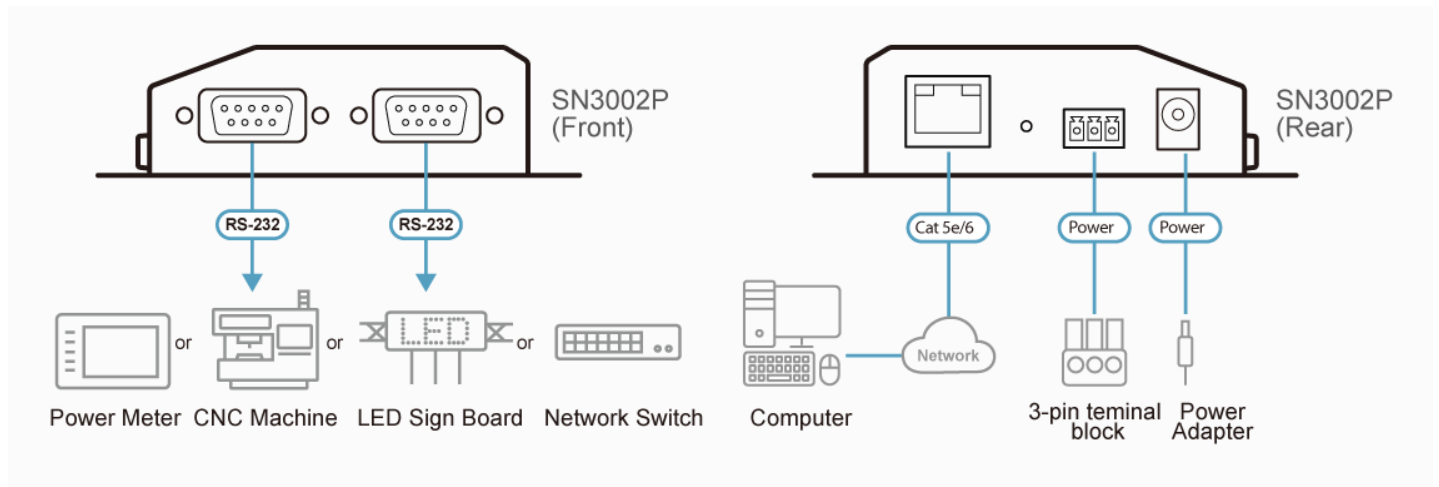 SN3002P
(Front)
RS-232
RS-232
or
or
LED
or
Power Meter
CNC Machine
LED Sign Board
Network Switch
SN3002P
(Rear)
Cat 5e/6
Power
Power
Network
Computer
3-pin teminal
block
Power
Adapter